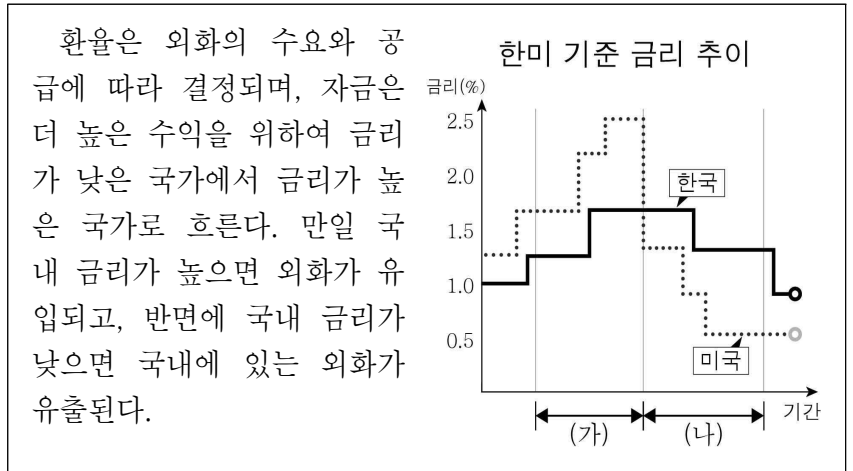 환율은 외화의 수요와 공
급에 따라 결정되며, 자금은
더 높은 수익을 위하여 금리
가 낮은 국가에서 금리가 높
은 국가로 흐른다. 만일 국
내 금리가 높으면 외화가 유
입되고, 반면에 국내 금리가
낮으면 국내에 있는 외화가
유출된다.
한미 기준 금리 추이
금리(%)
2.5
2.0
한국
1.5
1.0
0.5
미국
기간
(가)
(나)